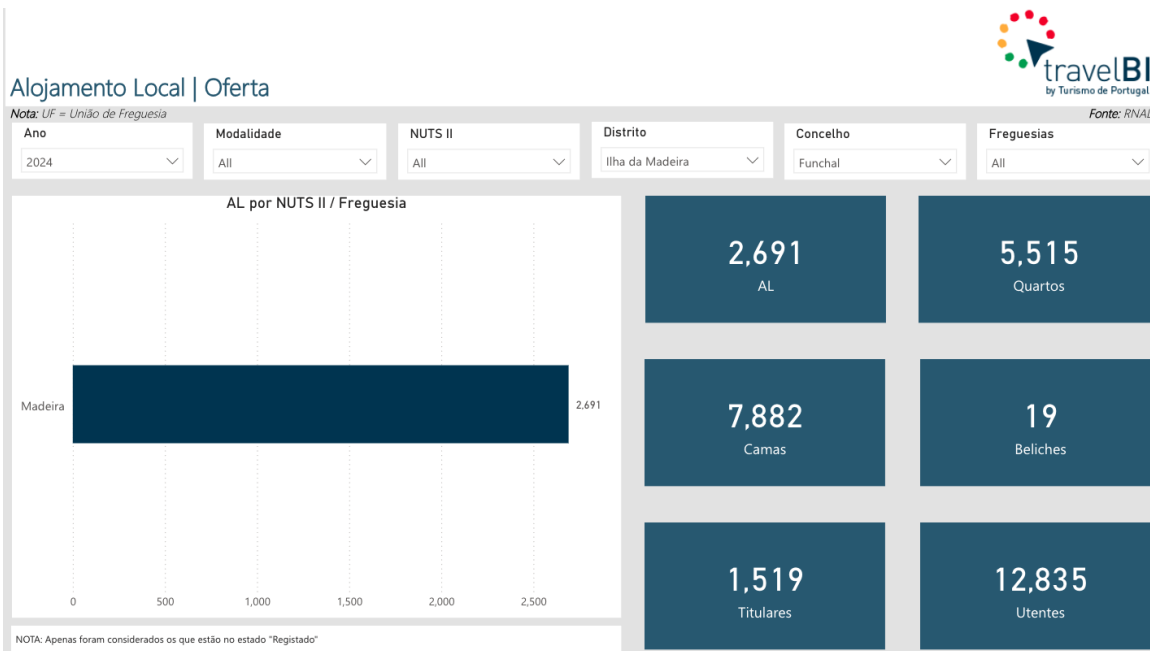 travelBI
by Turismo de Portugal
Alojamento Local | Oferta
Nota: UF = União de Freguesia
Fonte: RNAL
Ano
2024
Modalidade
All
NUTS II
All
Distrito
Ilha da Madeira
Concelho
Funchal
Freguesias
All
AL por NUTS II / Freguesia
Madeira
2,691
0 500 1,000 1,500 2,000 2,500
NOTA: Apenas foram considerados os que estão no estado "Registado"
2,691
AL
5,515
Quartos
7,882
Camas
19
Beliches
1,519
Titulares
12,835
Utentes